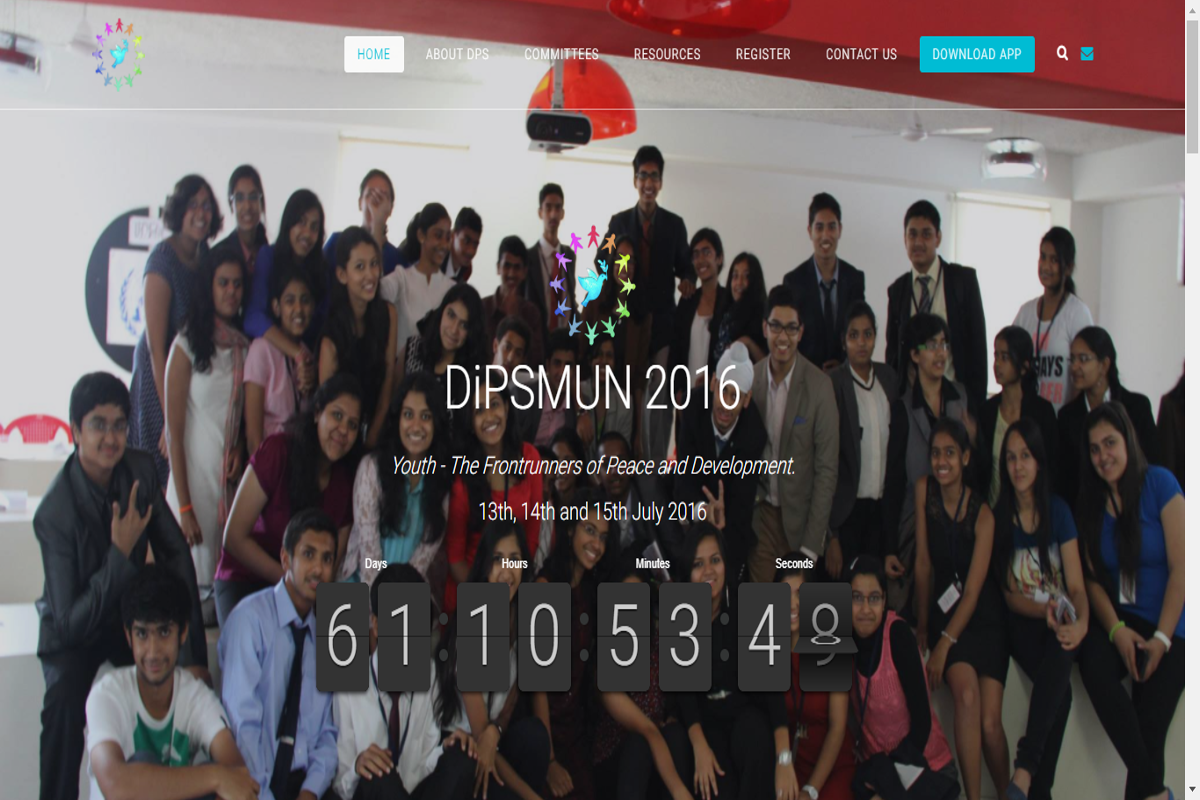 HOME ABOUT DPS COMMITTEES RESOURCES REGISTER CONTACT US DOWNLOAD APP
DiPSMUN 2016
Youth - The Frontrunners of Peace and Development.
13th, 14th and 15th July 2016
Days Hours Minutes Seconds
61 : 10 : 53 : 4